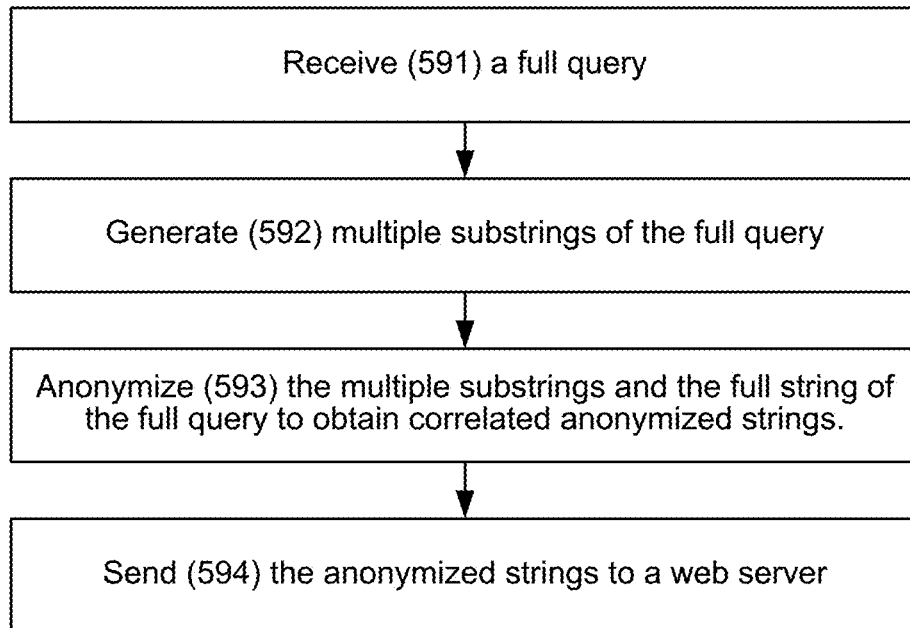 Receive (591) a full query
Generate (592) multiple substrings of the full query
Anonymize (593) the multiple substrings and the full string of
the full query to obtain correlated anonymized strings.
Send (594) the anonymized strings to a web server